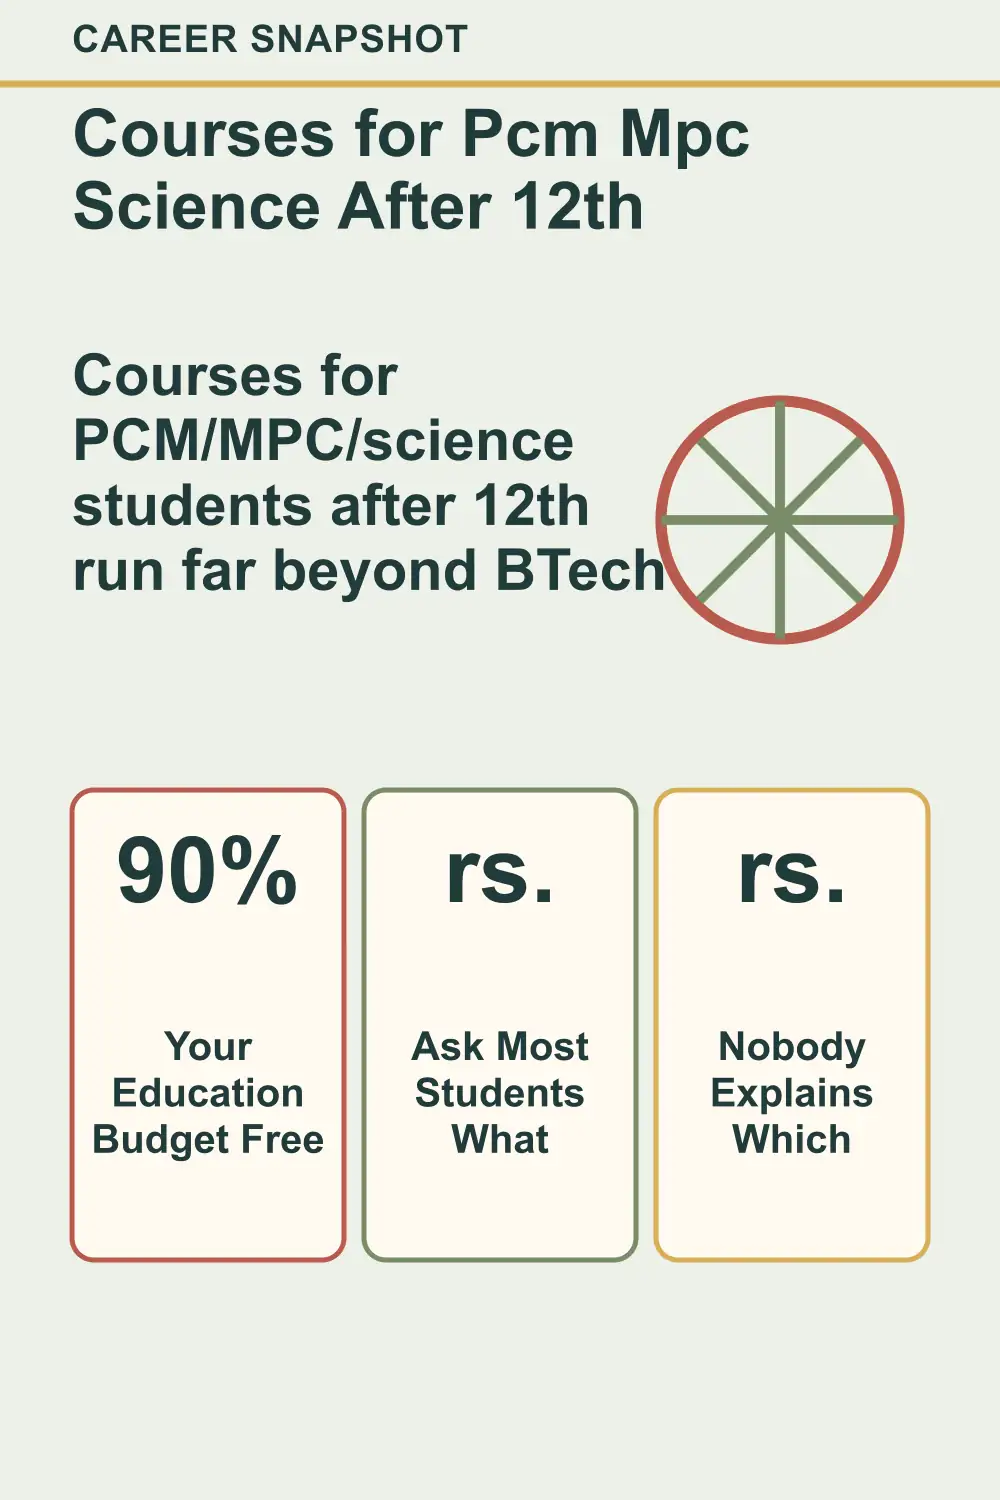 CAREER SNAPSHOT
Courses for Pcm Mpc
Science After 12th
Courses for
PCM/MPC/science
students after 12th
run far beyond BTech
90%
Your
Education
Budget Free
rs.
Ask Most
Students
What
rs.
Nobody
Explains
Which